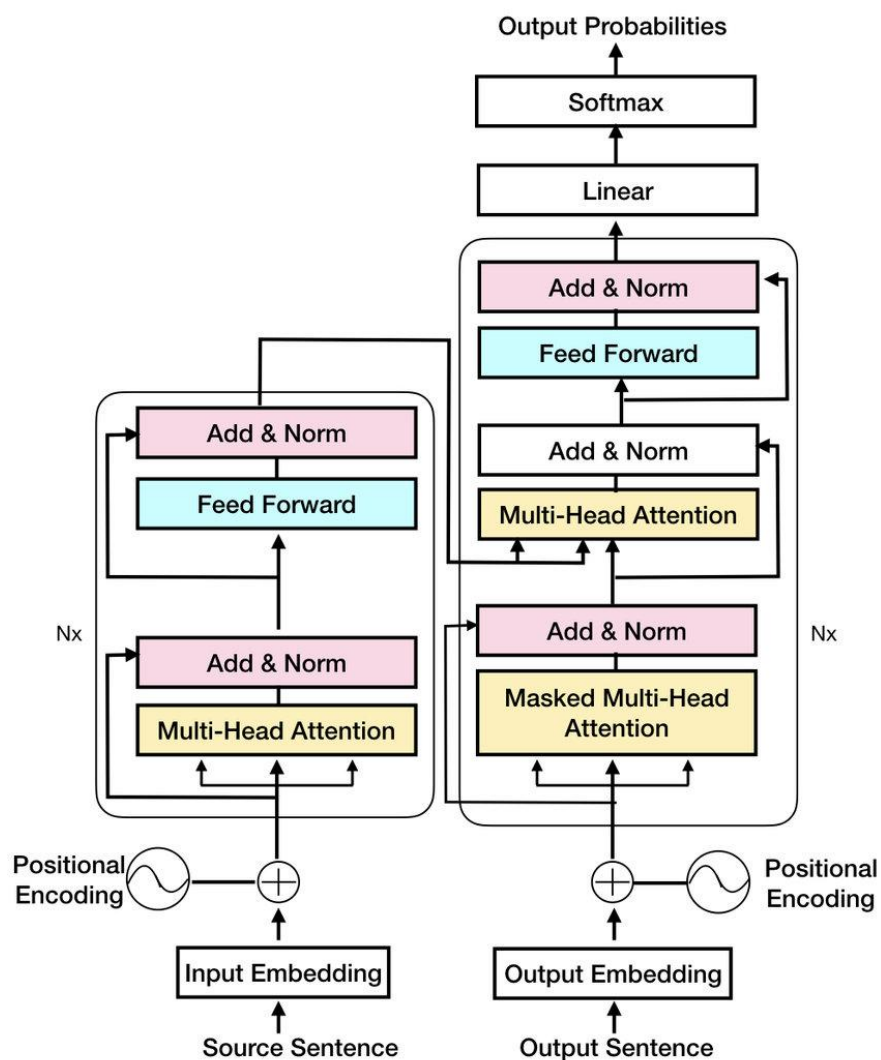 Output Probabilities
Softmax
Linear
Add & Norm
Feed Forward
Add & Norm
Multi-Head Attention
Add & Norm
Masked Multi-Head
Attention
Nx
Positional
Encoding
Output Embedding
Output Sentence
Add & Norm
Feed Forward
Add & Norm
Multi-Head Attention
Nx
Positional
Encoding
Input Embedding
Source Sentence